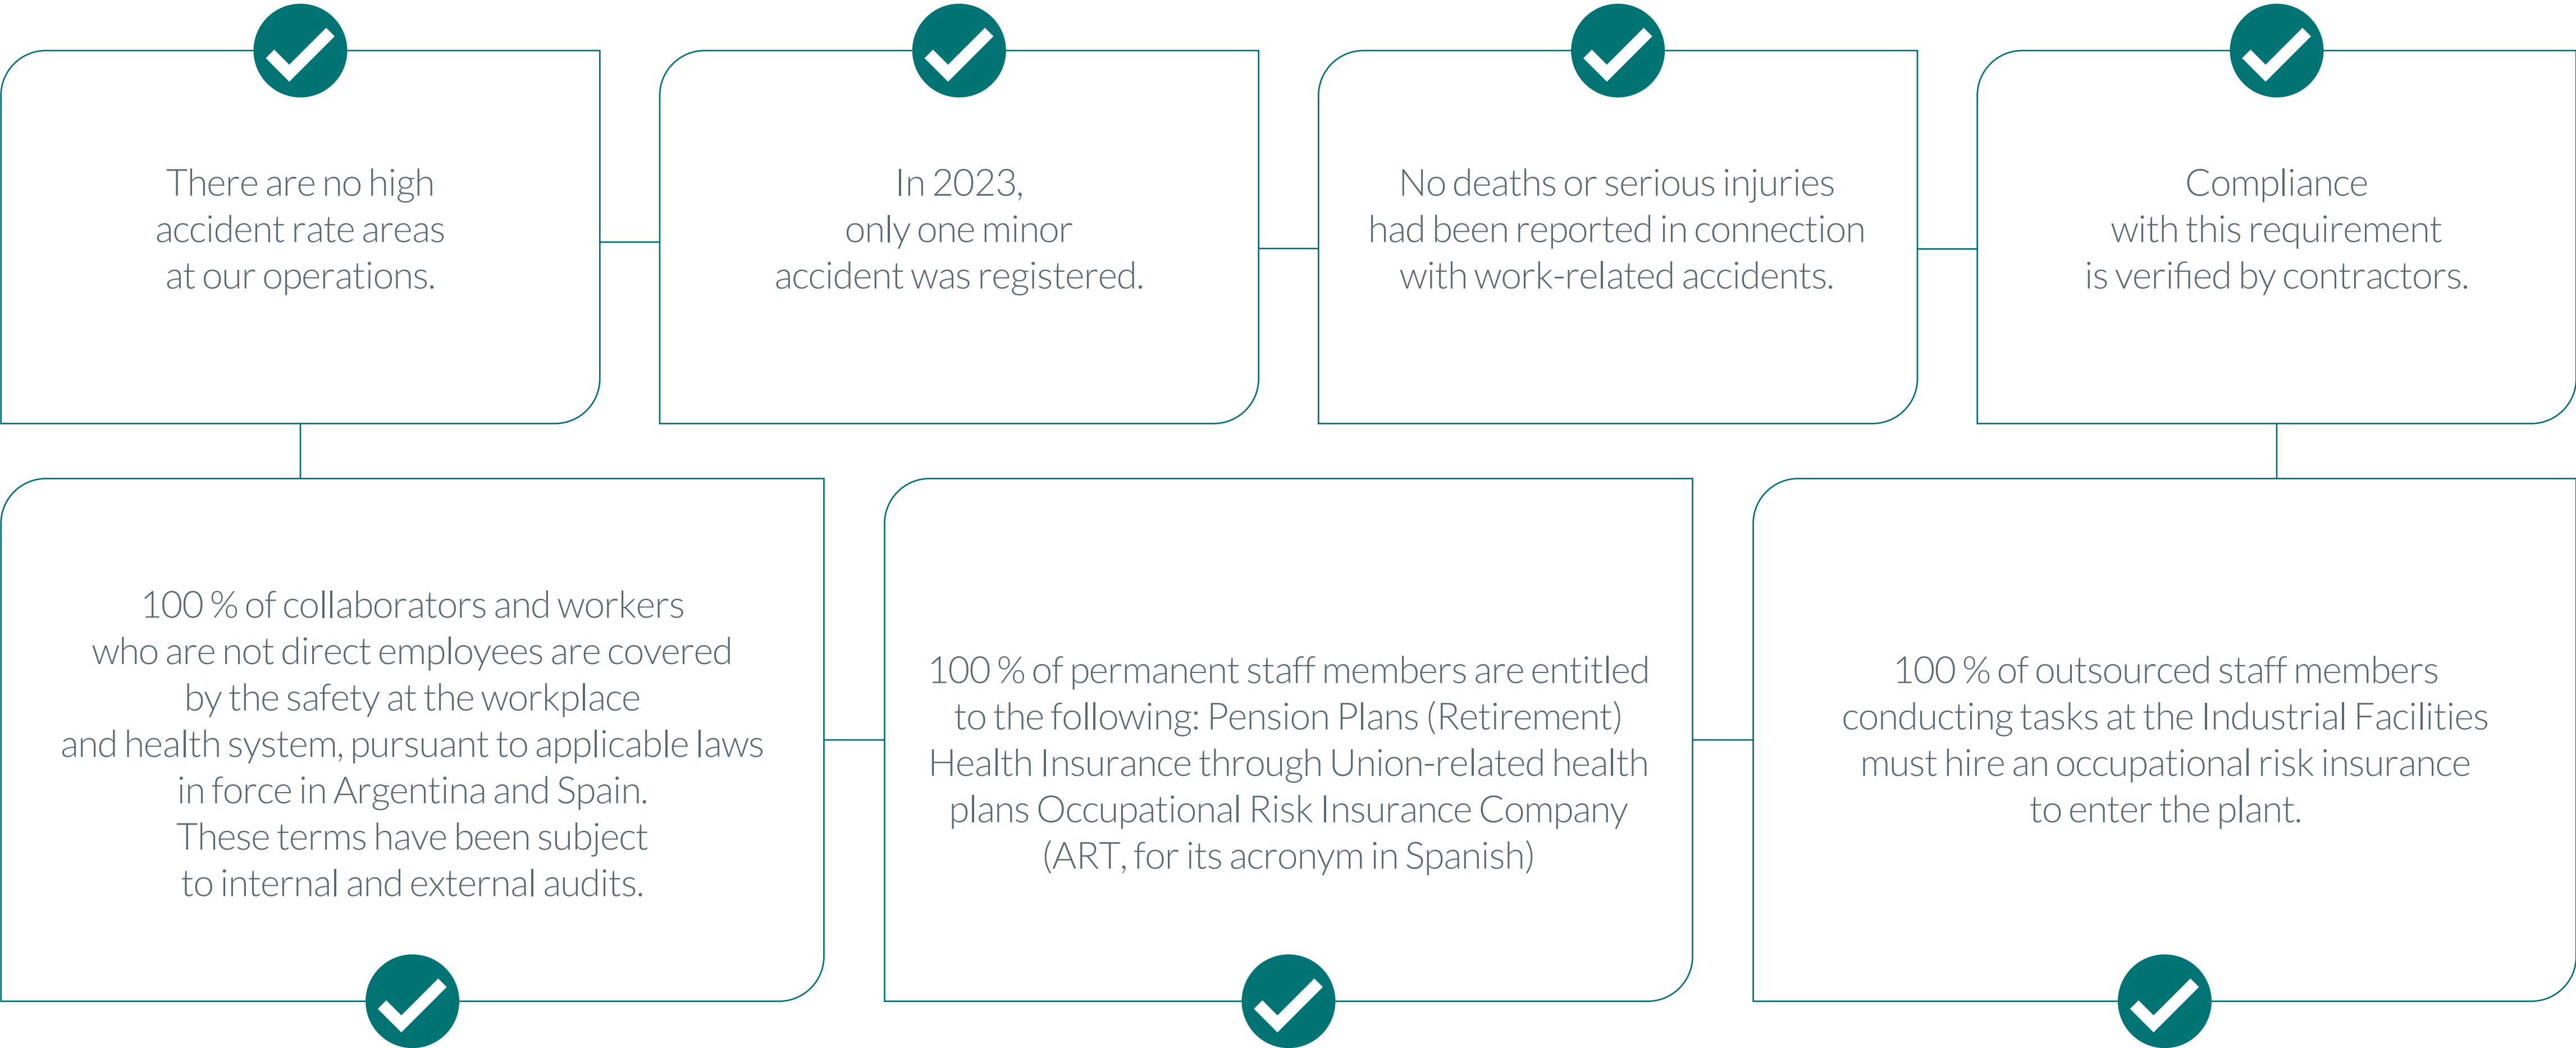 There are no high
accident rate areas
at our operations.
In 2023,
only one minor
accident was registered.
No deaths or serious injuries
had been reported in connection
with work-related accidents.
Compliance
with this requirement
is verified by contractors.
100 % of collaborators and workers
who are not direct employees are covered
by the safety at the workplace
and health system, pursuant to applicable laws
in force in Argentina and Spain.
These terms have been subject
to internal and external audits.
100 % of permanent staff members are entitled
to the following: Pension Plans (Retirement)
Health Insurance through Union-related health
plans Occupational Risk Insurance Company
(ART, for its acronym in Spanish)
100 % of outsourced staff members
conducting tasks at the Industrial Facilities
must hire an occupational risk insurance
to enter the plant.